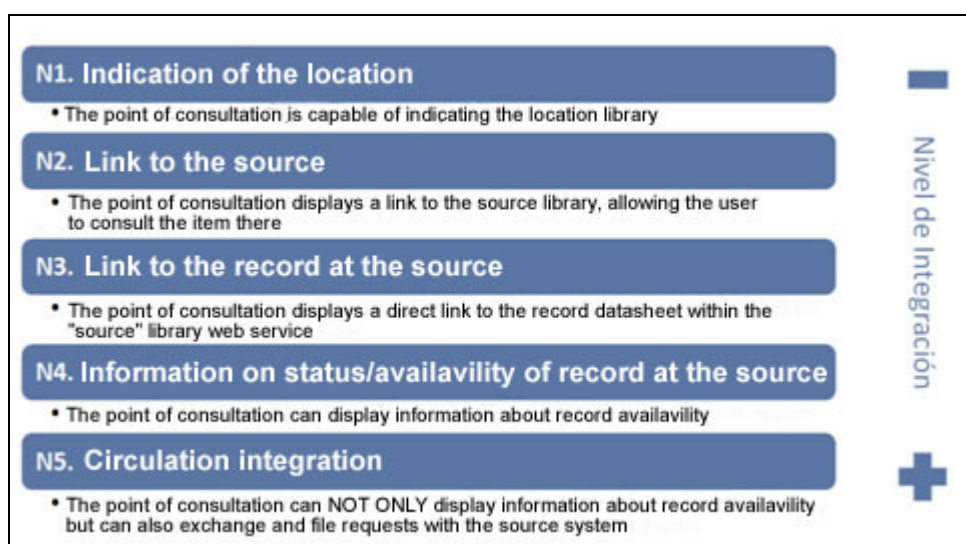 N1. Indication of the location
• The point of consultation is capable of indicating the location library
N2. Link to the source
• The point of consultation displays a link to the source library, allowing the user
to consult the item there
N3. Link to the record at the source
• The point of consultation displays a direct link to the record datasheet within the
"source" library web service
N4. Information on status/availavility of record at the source
• The point of consultation can display information about record availavility
N5. Circulation integration
• The point of consultation can NOT ONLY display information about record availavility
but can also exchange and file requests with the source system
Nivel de Integración